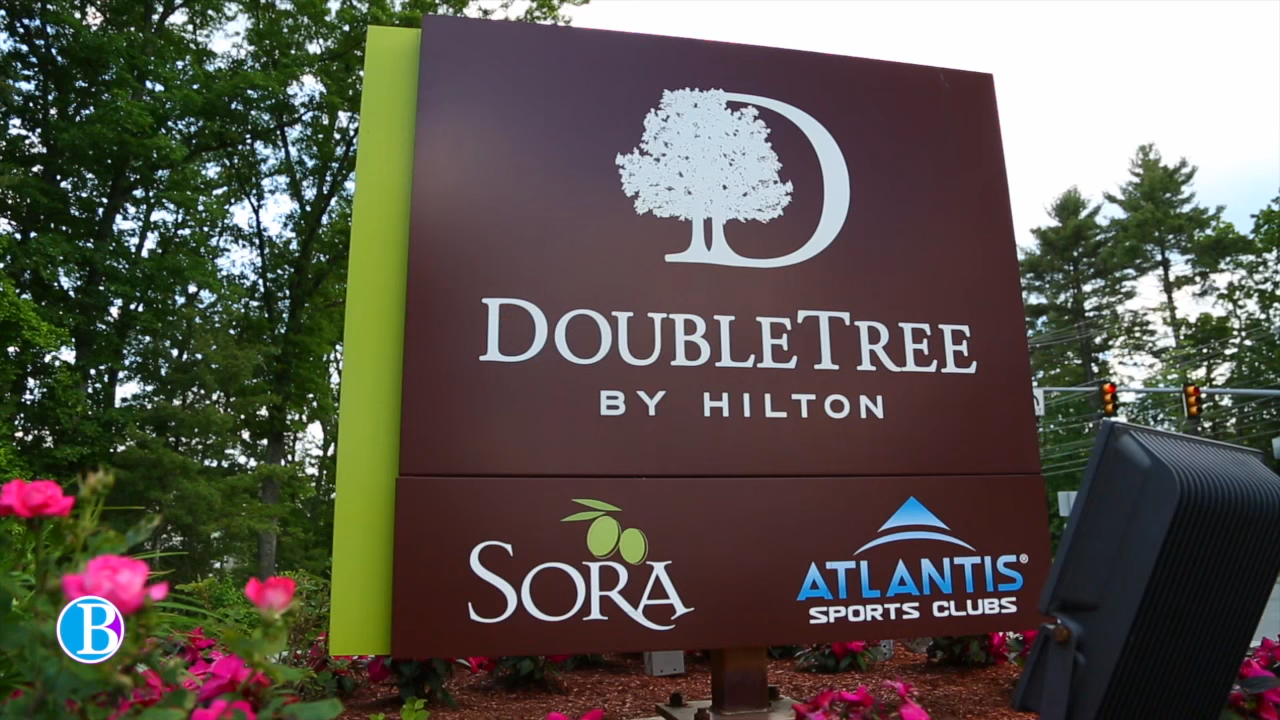 D
DOUBLETREE
BY HILTON
SORA
ATLANTIS®
SPORTS CLUBS
B